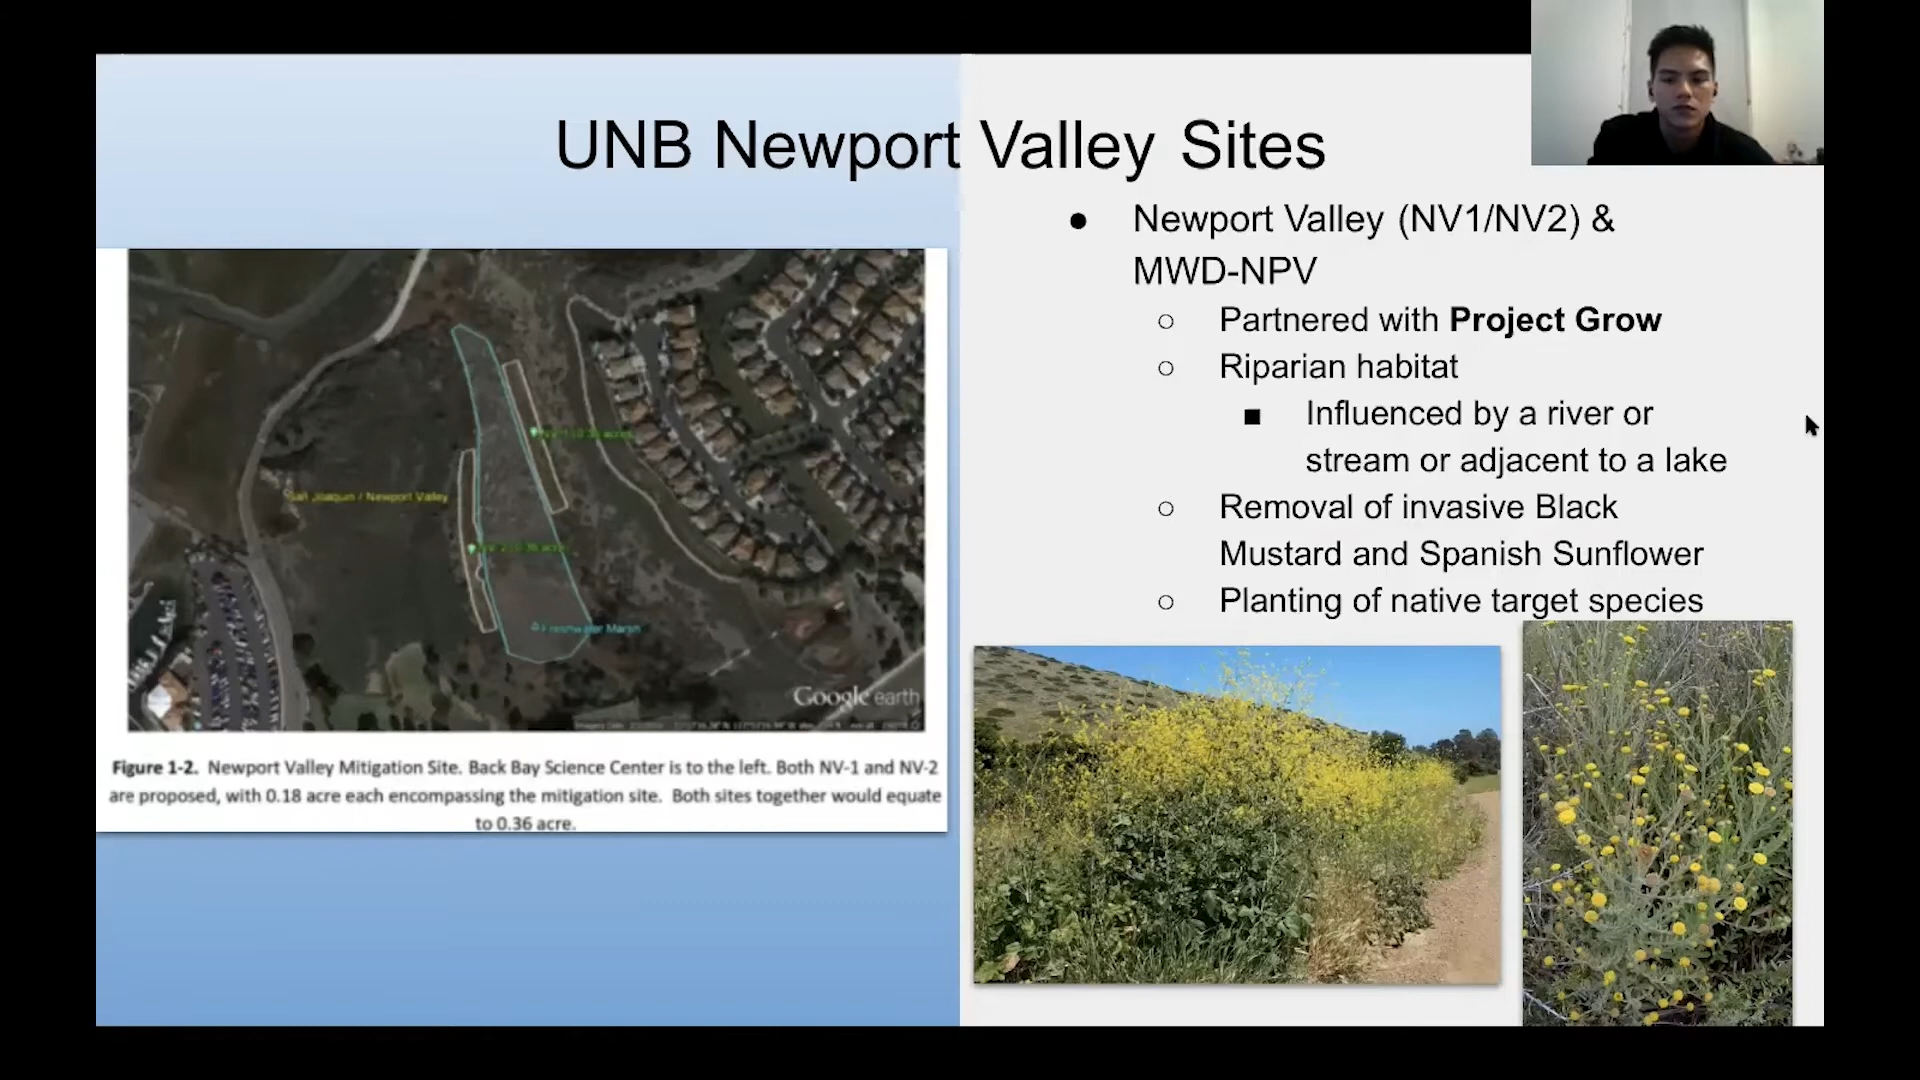 UNB Newport Valley Sites
● Newport Valley (NV1/NV2) &
MWD-NPV
○ Partnered with Project Grow
○ Riparian habitat
■ Influenced by a river or
stream or adjacent to a lake
○ Removal of invasive Black
Mustard and Spanish Sunflower
○ Planting of native target species
San Joaquin / Newport Valley
Freshwater Marsh
Google earth
Figure 1-2. Newport Valley Mitigation Site. Back Bay Science Center is to the left. Both NV-1 and NV-2
are proposed, with 0.18 acre each encompassing the mitigation site. Both sites together would equate
to 0.36 acre.